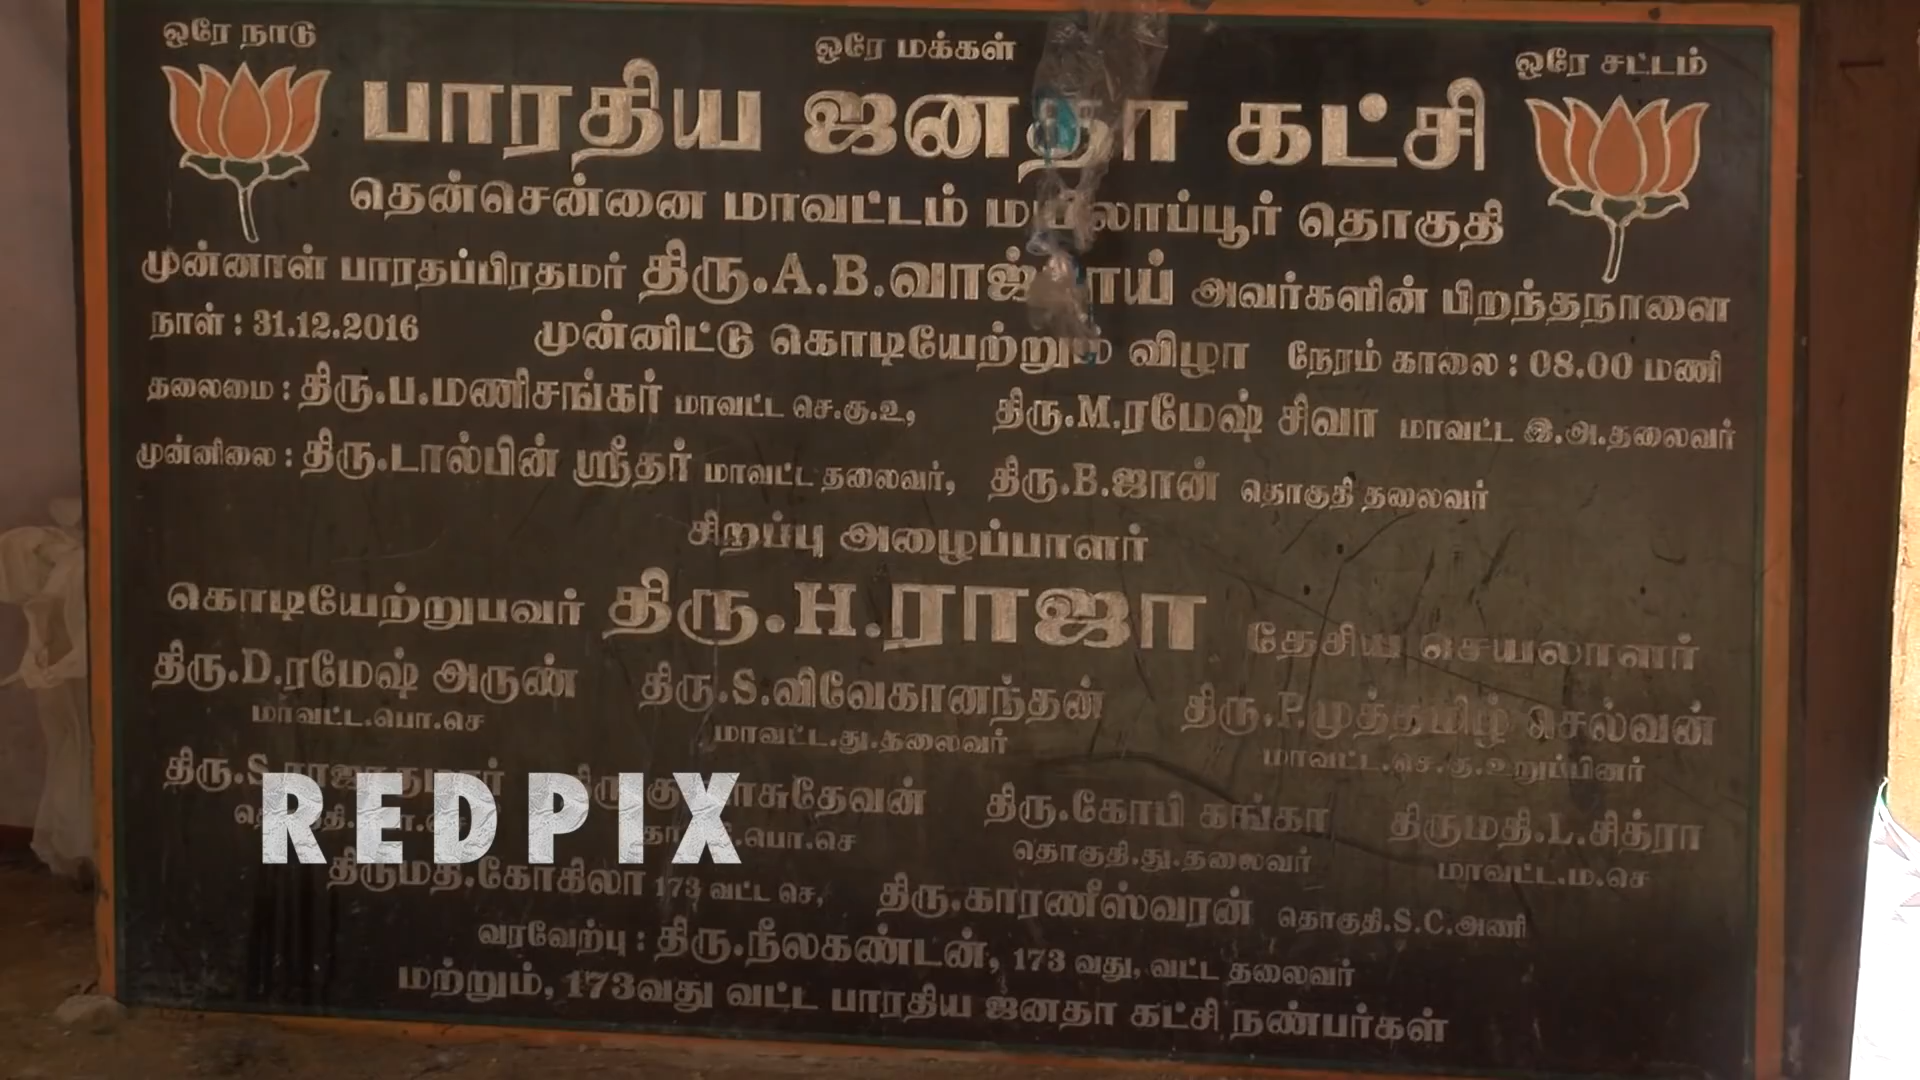 ஒரே நாடு ஒரே மக்கள் ஒரே சட்டம்
பாரதிய ஜனதா கட்சி
தென்சென்னை மாவட்டம் மயிலாப்பூர் தொகுதி
முன்னாள் பாரதப்பிரதமர் திரு.A.B.வாஜ்பாய் அவர்களின் பிறந்தநாளை
நாள் : 31.12.2016 முன்னிட்டு கொடியேற்றும் விழா நேரம் காலை : 08.00 மணி
தலைமை : திரு.ப.மணிசங்கர் மாவட்ட செ.கு.உ, திரு.M.ரமேஷ் சிவா மாவட்ட இ.அ.தலைவர்
முன்னிலை : திரு.டால்பின் ஸ்ரீதர் மாவட்ட தலைவர், திரு.B.ஜான் தொகுதி தலைவர்
சிறப்பு அழைப்பாளர்
கொடியேற்றுபவர் திரு.H.ராஜா தேசிய செயலாளர்
திரு.D.ரமேஷ் அருண் திரு.S.விவேகானந்தன் திரு.P.முத்தமிழ் செல்வன்
மாவட்ட.பொ.செ மாவட்ட.து.தலைவர் மாவட்ட.செ.கு.உறுப்பினர்
திரு.கோபி கங்கா திருமதி.L.சித்ரா
தொகுதி.து.தலைவர் மாவட்ட.ம.செ
REDPIX
திருமதி.கோகிலா 173 வட்ட செ, திரு.காரணீஸ்வரன் தொகுதி.S.C.அணி
வரவேற்பு : திரு.நீலகண்டன், 173 வது, வட்ட தலைவர்
மற்றும், 173வது வட்ட பாரதிய ஜனதா கட்சி நண்பர்கள்